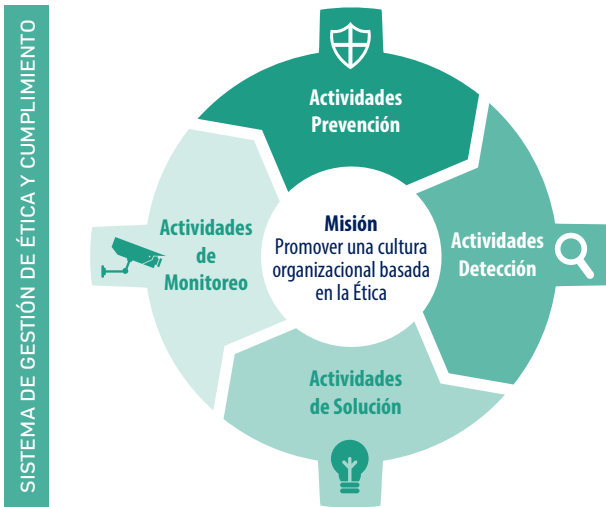 SISTEMA DE GESTIÓN DE ÉTICA Y CUMPLIMIENTO
Actividades
Prevención
Actividades
de
Monitoreo
Misión
Promover una cultura
organizacional basada
en la Ética
Actividades
Detección
Actividades
de Solución